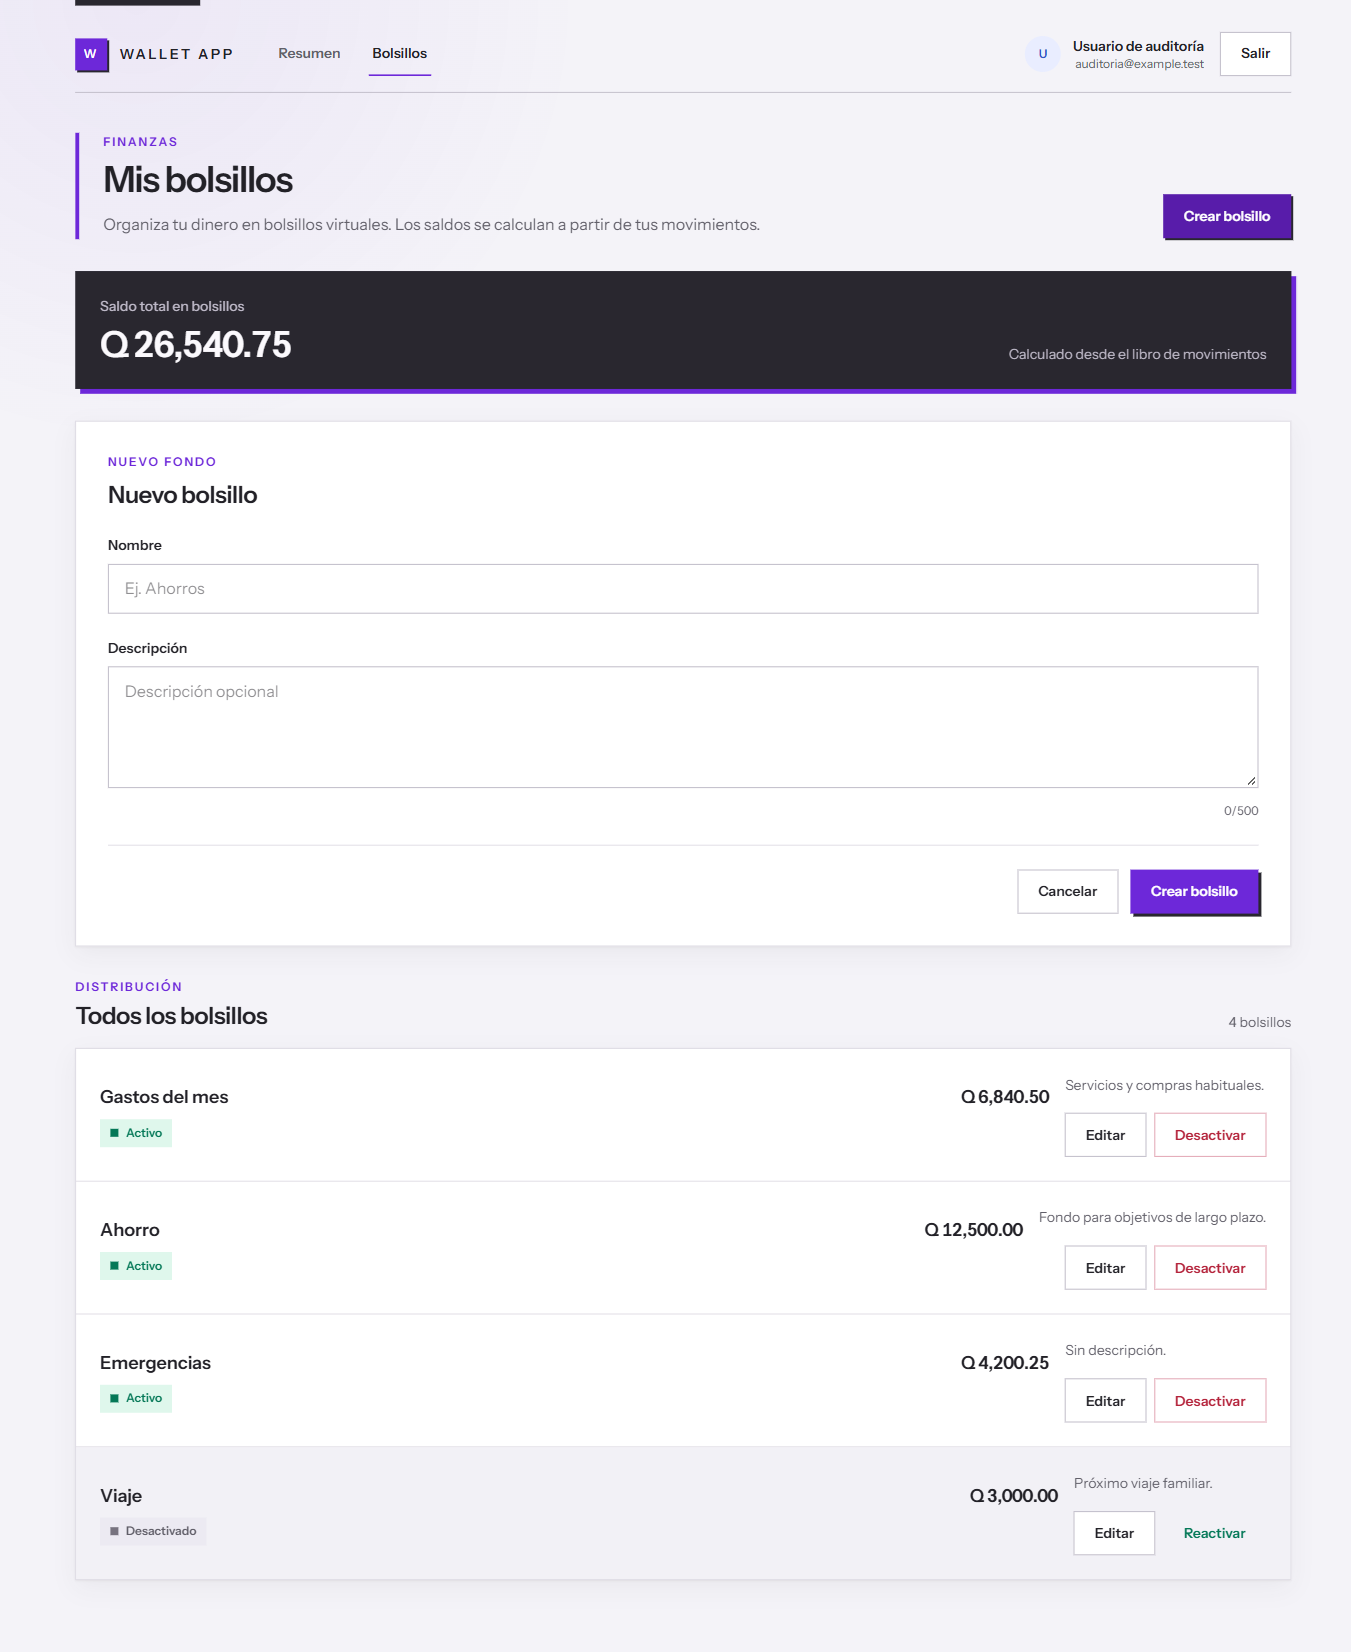 W WALLET APP Resumen Bolsillos U Usuario de auditoría Salir
auditoria@example.test
FINANZAS
Mis bolsillos
Organiza tu dinero en bolsillos virtuales. Los saldos se calculan a partir de tus movimientos.
Crear bolsillo
Saldo total en bolsillos
Q 26,540.75
Calculado desde el libro de movimientos
NUEVO FONDO
Nuevo bolsillo
Nombre
Ej. Ahorros
Descripción
Descripción opcional
0/500
Cancelar Crear bolsillo
DISTRIBUCIÓN
Todos los bolsillos
4 bolsillos
Gastos del mes Q 6,840.50 Servicios y compras habituales.
Activo Editar Desactivar
Ahorro Q 12,500.00 Fondo para objetivos de largo plazo.
Activo Editar Desactivar
Emergencias Q 4,200.25 Sin descripción.
Activo Editar Desactivar
Viaje Q 3,000.00 Próximo viaje familiar.
Desactivado Editar Reactivar